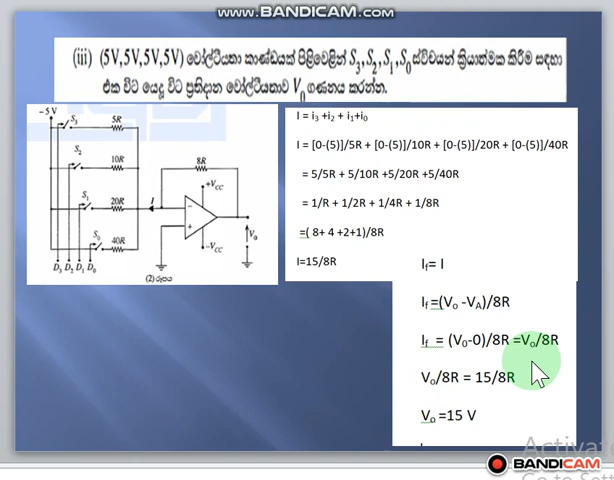 www.BANDICAM.com
(iii) (5V,5V,5V,5V) වෝල්ටීයතා කාණ්ඩයක් පිළිවෙළින් S₃, S₂, S₁, S₀ ස්විචයන් ක්‍රියාත්මක කිරීම සඳහා
එක විට යෙදූ විට ප්‍රතිදාන වෝල්ටීයතාව V₀ ගණනය කරන්න.
−5 V
S₃
5R
S₂
10R
8R
+Vcc
S₁
20R
I
−
+
−Vcc
V₀
S₀
40R
D₃ D₂ D₁ D₀
(2) රූපය
I = i₃ +i₂ + i₁+i₀
I = [0-(5)]/5R + [0-(5)]/10R + [0-(5)]/20R + [0-(5)]/40R
= 5/5R + 5/10R +5/20R +5/40R
= 1/R + 1/2R + 1/4R + 1/8R
=( 8+ 4 +2+1)/8R
I=15/8R
If= I
If =(Vo -VA)/8R
If = (V₀-0)/8R =Vo/8R
Vo/8R = 15/8R
Vo =15 V
Activate
BANDICAM
Go to Sett